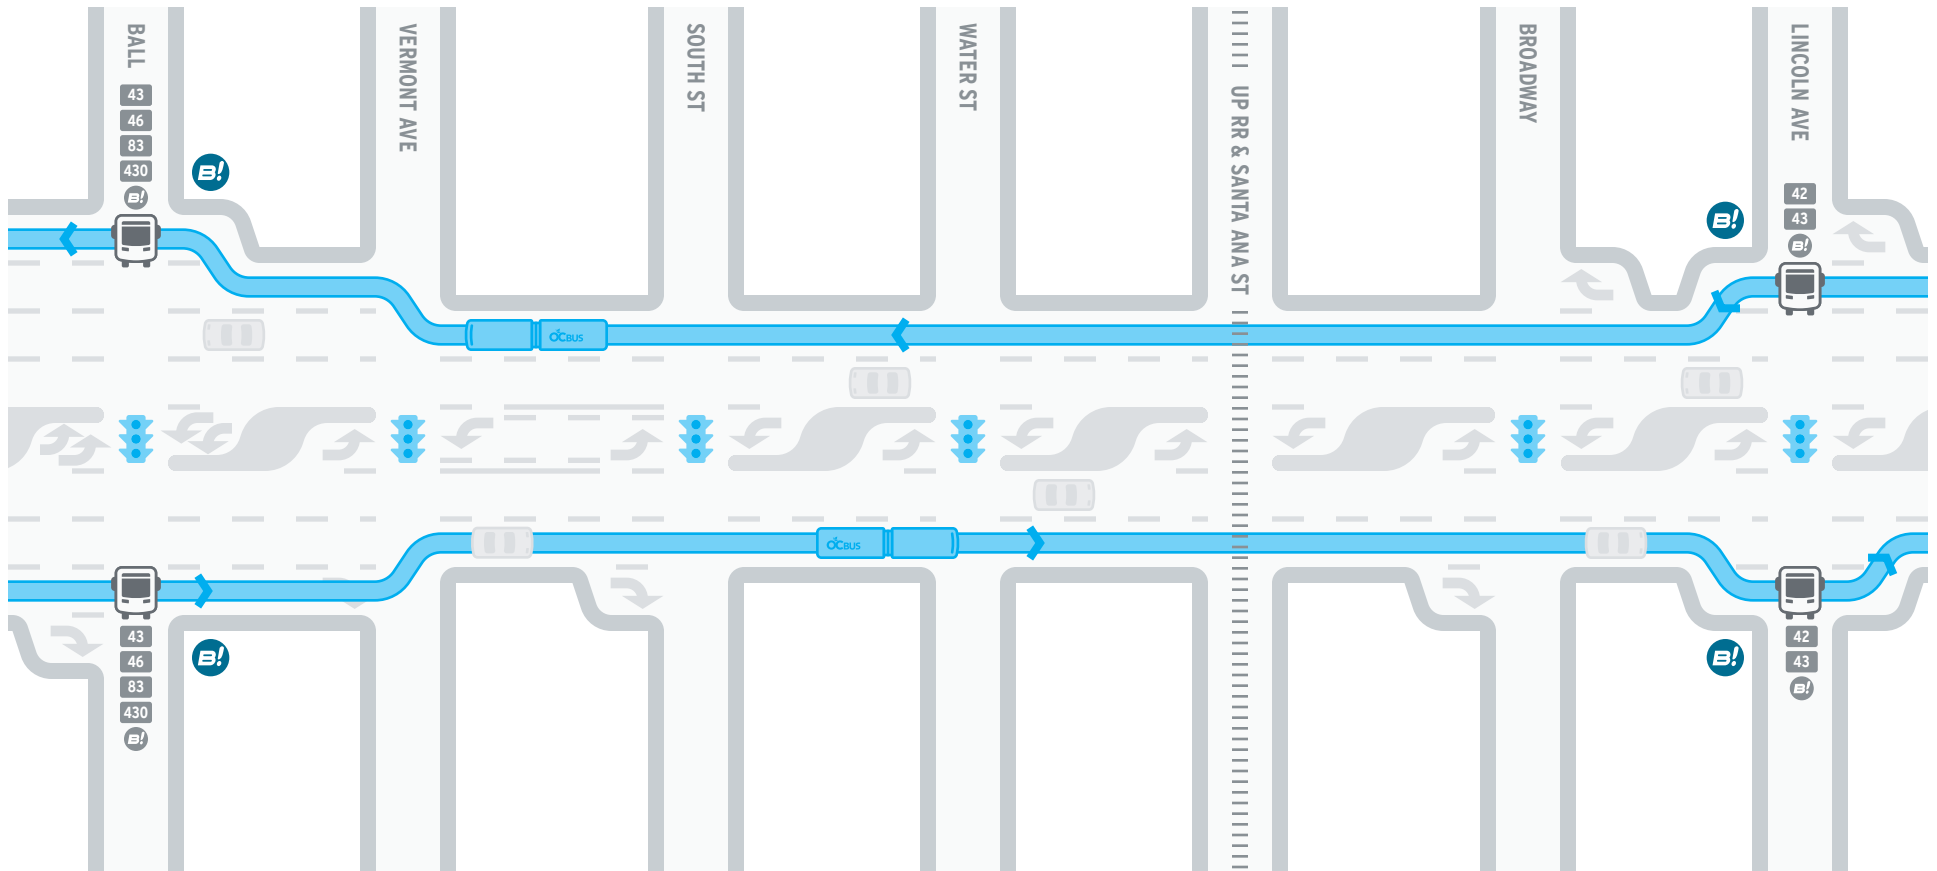 BALL
43
46
83
430
B!
B!
VERMONT AVE
SOUTH ST
WATER ST
UP RR & SANTA ANA ST
BROADWAY
LINCOLN AVE
42
43
B!
B!
OCBUS
OCBUS
43
46
83
430
B!
B!
B!
42
43
B!